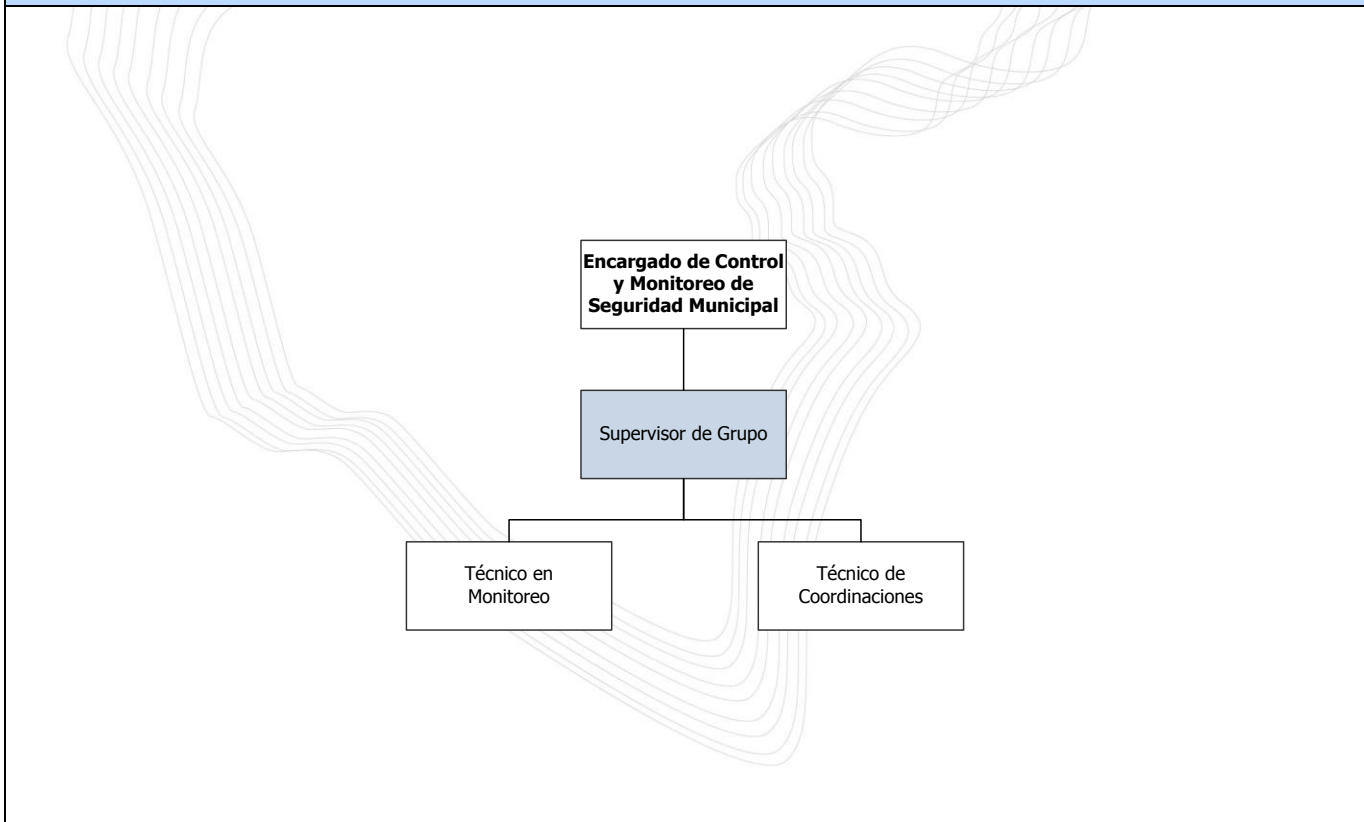 Encargado de Control
y Monitoreo de
Seguridad Municipal
Supervisor de Grupo
Técnico en
Monitoreo
Técnico de
Coordinaciones